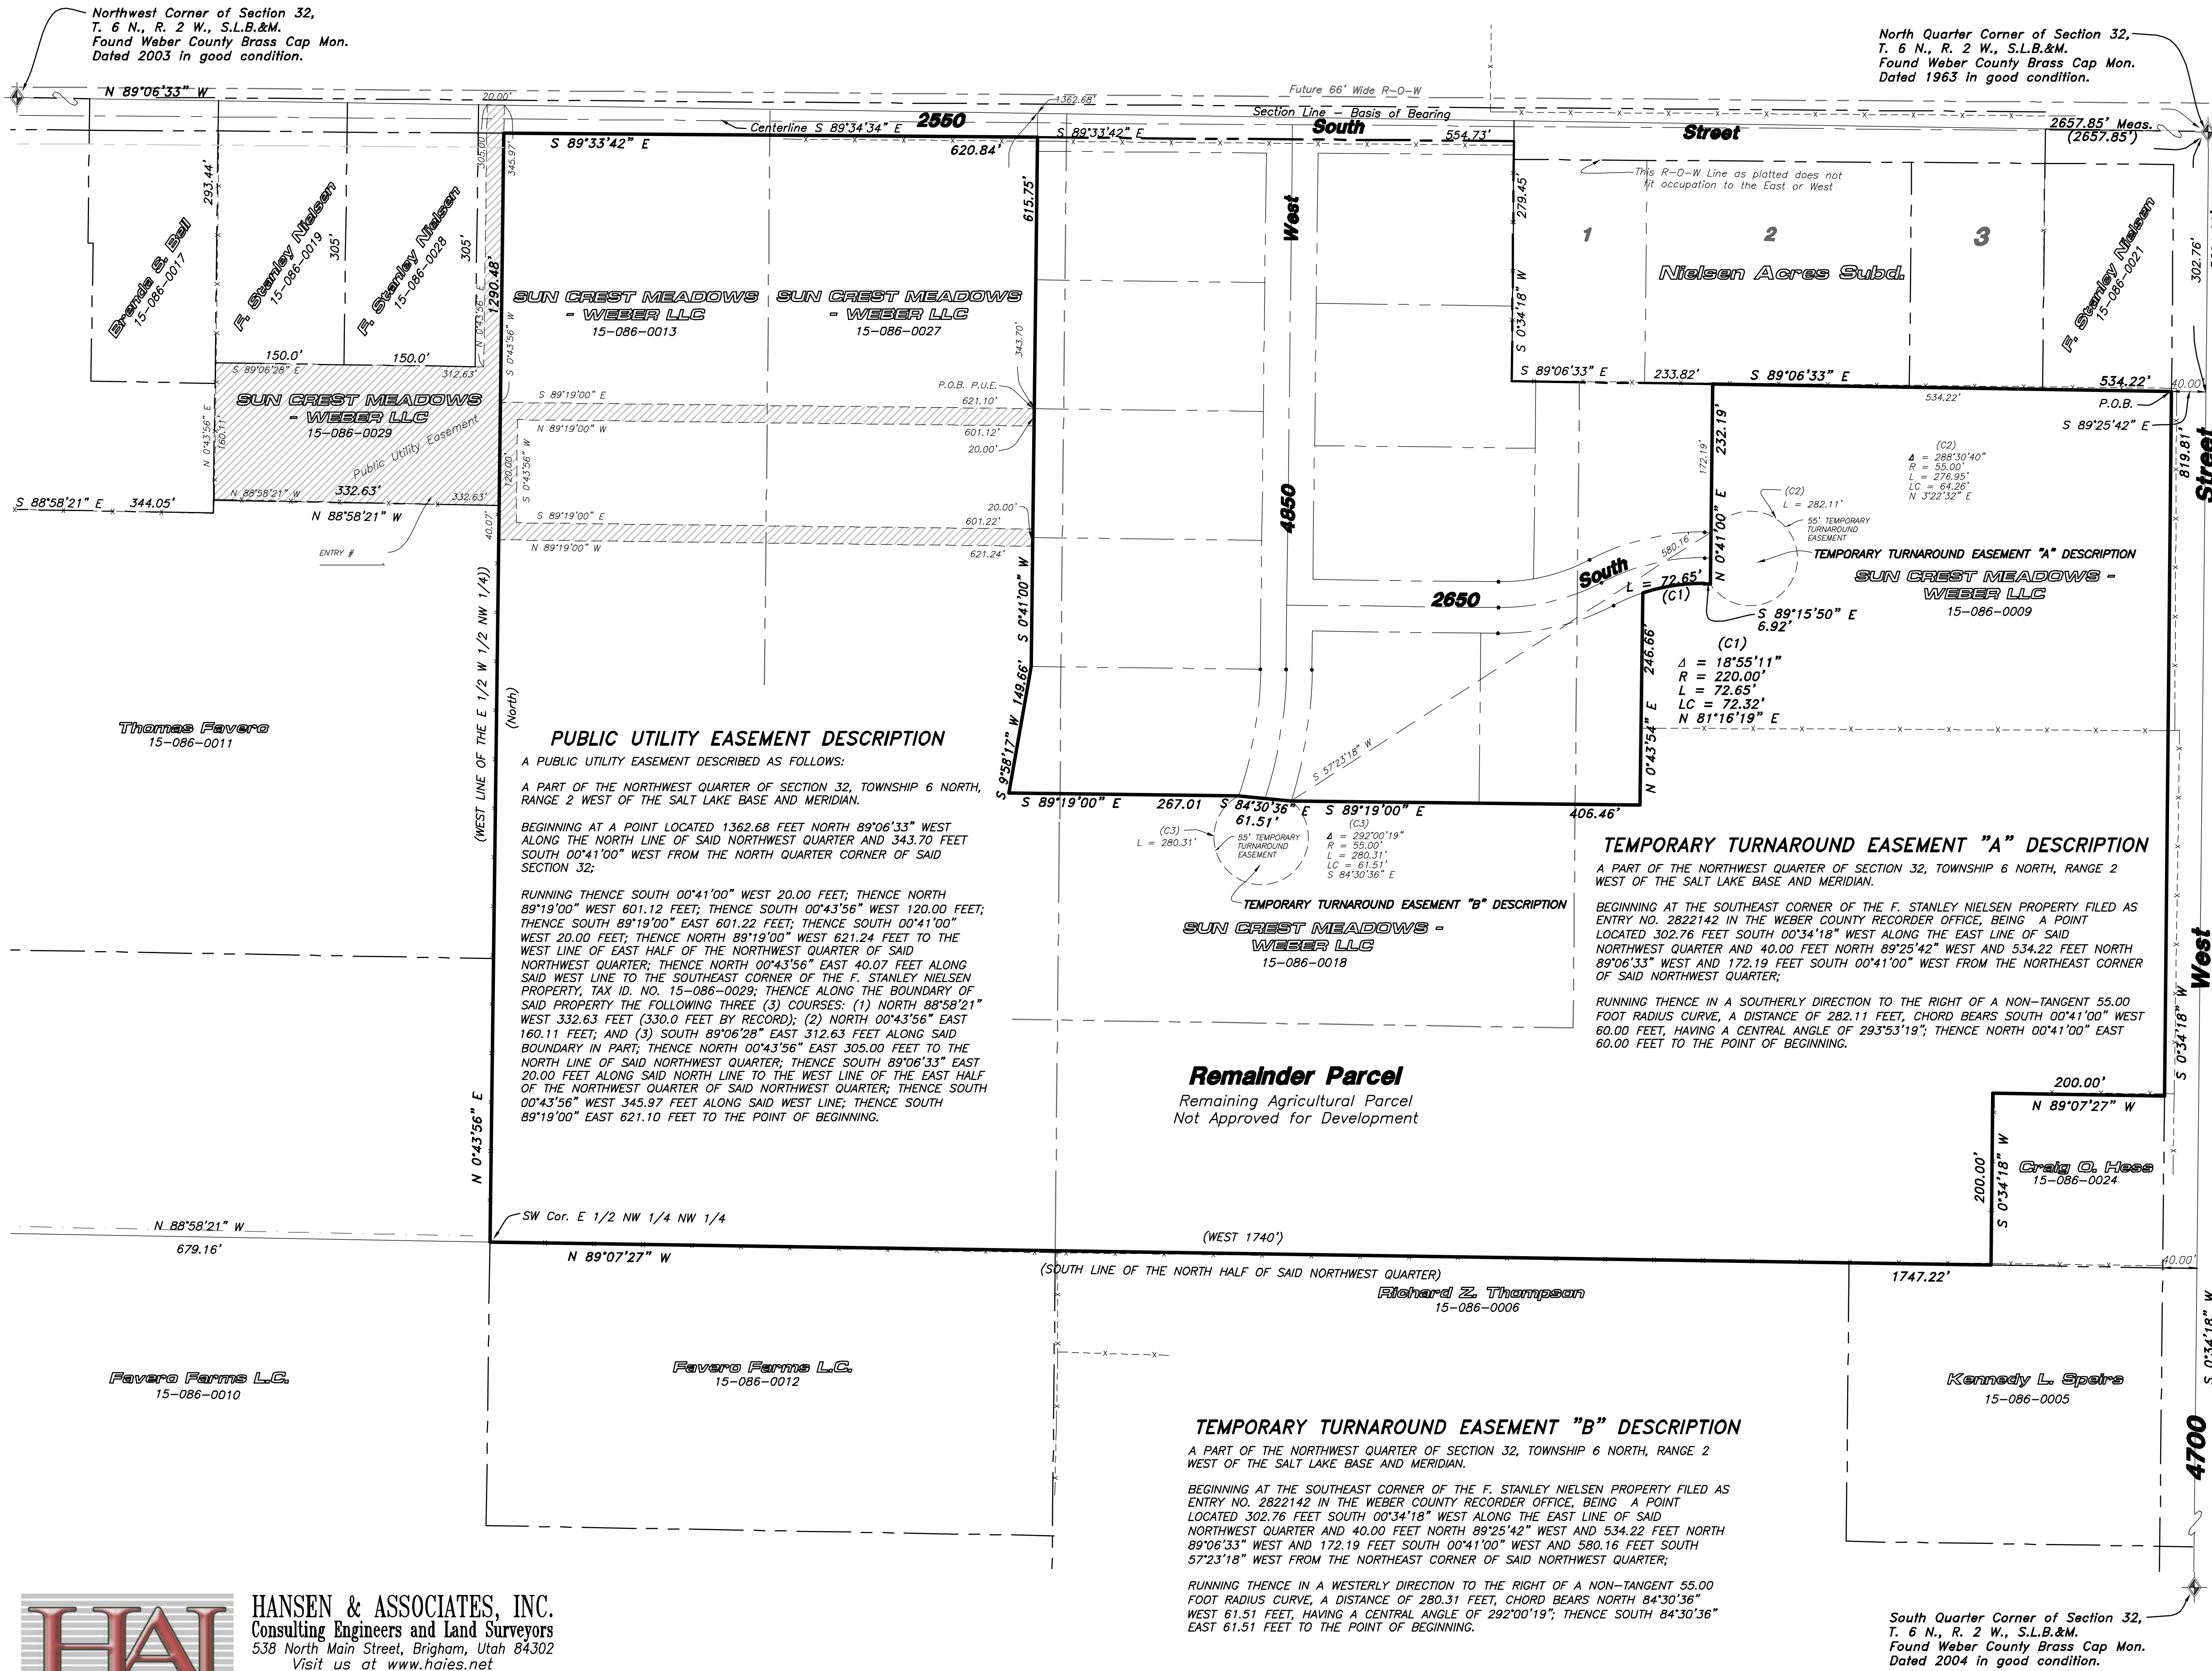 Northwest Corner of Section 32,
T. 6 N., R. 2 W., S.L.B.&M.
Found Weber County Brass Cap Mon.
Dated 2003 in good condition.
North Quarter Corner of Section 32,
T. 6 N., R. 2 W., S.L.B.&M.
Found Weber County Brass Cap Mon.
Dated 1963 in good condition.
N 89°06'33" W
20.00'
1362.68'
Future 66' Wide R-O-W
Section Line - Basis of Bearing
Centerline S 89°34'34" E
2550
South
Street
2657.85' Meas.
(2657.85')
S 89°33'42" E
620.84'
S 89°33'42" E
554.73'
This R-O-W Line as platted does not
fit occupation to the East or West
293.44'
305'
305'
305.00'
345.97'
1290.48'
N 0°43'56" E
S 0°43'56" W
615.75'
343.70'
West
4850
279.45'
S 0°34'18" W
1
2
3
Nielsen Acres Subd.
302.76'
Brenda S. Bell
15-086-0017
F. Stanley Nielsen
15-086-0019
F. Stanley Nielsen
15-086-0028
F. Stanley Nielsen
15-086-0021
SUN CREST MEADOWS
- WEBER LLC
15-086-0013
SUN CREST MEADOWS
- WEBER LLC
15-086-0027
150.0'
150.0'
S 89°06'28" E
312.63'
SUN CREST MEADOWS
- WEBER LLC
15-086-0029
Public Utility Easement
N 0°43'56" E
160.11'
N 88°58'21" W
332.63'
332.63'
S 88°58'21" E
344.05'
N 88°58'21" W
40.07'
ENTRY #
P.O.B. P.U.E.
S 89°19'00" E
621.10'
N 89°19'00" W
601.12'
20.00'
120.00'
S 0°43'56" W
20.00'
S 89°19'00" E
601.22'
N 89°19'00" W
621.24'
S 89°06'33" E
233.82'
S 89°06'33" E
534.22'
534.22'
40.00'
P.O.B.
S 89°25'42" E
819.81'
Street
172.19'
232.19'
N 0°41'00" E
(C2)
Δ = 288°30'40"
R = 55.00'
L = 276.95'
LC = 64.26'
N 3°22'32" E
(C2)
L = 282.11'
55' TEMPORARY
TURNAROUND
EASEMENT
TEMPORARY TURNAROUND EASEMENT "A" DESCRIPTION
SUN CREST MEADOWS -
WEBER LLC
15-086-0009
580.16'
South
2650
L = 72.65'
(C1)
S 89°15'50" E
6.92'
(C1)
Δ = 18°55'11"
R = 220.00'
L = 72.65'
LC = 72.32'
N 81°16'19" E
246.66'
N 0°43'54" E
S 0°41'00" W
149.66'
S 9°58'17" W
S 57°23'18" W
(WEST LINE OF THE E 1/2 W 1/2 NW 1/4))
(North)
Thomas Favero
15-086-0011
PUBLIC UTILITY EASEMENT DESCRIPTION
A PUBLIC UTILITY EASEMENT DESCRIBED AS FOLLOWS:
A PART OF THE NORTHWEST QUARTER OF SECTION 32, TOWNSHIP 6 NORTH,
RANGE 2 WEST OF THE SALT LAKE BASE AND MERIDIAN.
BEGINNING AT A POINT LOCATED 1362.68 FEET NORTH 89°06'33" WEST
ALONG THE NORTH LINE OF SAID NORTHWEST QUARTER AND 343.70 FEET
SOUTH 00°41'00" WEST FROM THE NORTH QUARTER CORNER OF SAID
SECTION 32;
RUNNING THENCE SOUTH 00°41'00" WEST 20.00 FEET; THENCE NORTH
89°19'00" WEST 601.12 FEET; THENCE SOUTH 00°43'56" WEST 120.00 FEET;
THENCE SOUTH 89°19'00" EAST 601.22 FEET; THENCE SOUTH 00°41'00"
WEST 20.00 FEET; THENCE NORTH 89°19'00" WEST 621.24 FEET TO THE
WEST LINE OF EAST HALF OF THE NORTHWEST QUARTER OF SAID
NORTHWEST QUARTER; THENCE NORTH 00°43'56" EAST 40.07 FEET ALONG
SAID WEST LINE TO THE SOUTHEAST CORNER OF THE F. STANLEY NIELSEN
PROPERTY, TAX ID. NO. 15-086-0029; THENCE ALONG THE BOUNDARY OF
SAID PROPERTY THE FOLLOWING THREE (3) COURSES: (1) NORTH 88°58'21"
WEST 332.63 FEET (330.0 FEET BY RECORD); (2) NORTH 00°43'56" EAST
160.11 FEET; AND (3) SOUTH 89°06'28" EAST 312.63 FEET ALONG SAID
BOUNDARY IN PART; THENCE NORTH 00°43'56" EAST 305.00 FEET TO THE
NORTH LINE OF SAID NORTHWEST QUARTER; THENCE SOUTH 89°06'33" EAST
20.00 FEET ALONG SAID NORTH LINE TO THE WEST LINE OF THE EAST HALF
OF THE NORTHWEST QUARTER OF SAID NORTHWEST QUARTER; THENCE SOUTH
00°43'56" WEST 345.97 FEET ALONG SAID WEST LINE; THENCE SOUTH
89°19'00" EAST 621.10 FEET TO THE POINT OF BEGINNING.
S 89°19'00" E
267.01
S 84°30'36" E
61.51'
S 89°19'00" E
406.46'
(C3)
L = 280.31'
55' TEMPORARY
TURNAROUND
EASEMENT
(C3)
Δ = 292°00'19"
R = 55.00'
L = 280.31'
LC = 61.51'
S 84°30'36" E
TEMPORARY TURNAROUND EASEMENT "B" DESCRIPTION
SUN CREST MEADOWS -
WEBER LLC
15-086-0018
TEMPORARY TURNAROUND EASEMENT "A" DESCRIPTION
A PART OF THE NORTHWEST QUARTER OF SECTION 32, TOWNSHIP 6 NORTH, RANGE 2
WEST OF THE SALT LAKE BASE AND MERIDIAN.
BEGINNING AT THE SOUTHEAST CORNER OF THE F. STANLEY NIELSEN PROPERTY FILED AS
ENTRY NO. 2822142 IN THE WEBER COUNTY RECORDER OFFICE, BEING A POINT
LOCATED 302.76 FEET SOUTH 00°34'18" WEST ALONG THE EAST LINE OF SAID
NORTHWEST QUARTER AND 40.00 FEET NORTH 89°25'42" WEST AND 534.22 FEET NORTH
89°06'33" WEST AND 172.19 FEET SOUTH 00°41'00" WEST FROM THE NORTHEAST CORNER
OF SAID NORTHWEST QUARTER;
RUNNING THENCE IN A SOUTHERLY DIRECTION TO THE RIGHT OF A NON-TANGENT 55.00
FOOT RADIUS CURVE, A DISTANCE OF 282.11 FEET, CHORD BEARS SOUTH 00°41'00" WEST
60.00 FEET, HAVING A CENTRAL ANGLE OF 293°53'19"; THENCE NORTH 00°41'00" EAST
60.00 FEET TO THE POINT OF BEGINNING.
West
S 0°34'18" W
Remainder Parcel
Remaining Agricultural Parcel
Not Approved for Development
200.00'
N 89°07'27" W
200.00'
S 0°34'18" W
Craig O. Hess
15-086-0024
N 0°43'56" E
SW Cor. E 1/2 NW 1/4 NW 1/4
N 88°58'21" W
679.16'
N 89°07'27" W
(WEST 1740')
(SOUTH LINE OF THE NORTH HALF OF SAID NORTHWEST QUARTER)
1747.22'
40.00'
Richard Z. Thompson
15-086-0006
S 0°34'18" W
Favero Farms L.C.
15-086-0010
Favero Farms L.C.
15-086-0012
Kennedy L. Speirs
15-086-0005
4700
TEMPORARY TURNAROUND EASEMENT "B" DESCRIPTION
A PART OF THE NORTHWEST QUARTER OF SECTION 32, TOWNSHIP 6 NORTH, RANGE 2
WEST OF THE SALT LAKE BASE AND MERIDIAN.
BEGINNING AT THE SOUTHEAST CORNER OF THE F. STANLEY NIELSEN PROPERTY FILED AS
ENTRY NO. 2822142 IN THE WEBER COUNTY RECORDER OFFICE, BEING A POINT
LOCATED 302.76 FEET SOUTH 00°34'18" WEST ALONG THE EAST LINE OF SAID
NORTHWEST QUARTER AND 40.00 FEET NORTH 89°25'42" WEST AND 534.22 FEET NORTH
89°06'33" WEST AND 172.19 FEET SOUTH 00°41'00" WEST AND 580.16 FEET SOUTH
57°23'18" WEST FROM THE NORTHEAST CORNER OF SAID NORTHWEST QUARTER;
RUNNING THENCE IN A WESTERLY DIRECTION TO THE RIGHT OF A NON-TANGENT 55.00
FOOT RADIUS CURVE, A DISTANCE OF 280.31 FEET, CHORD BEARS NORTH 84°30'36"
WEST 61.51 FEET, HAVING A CENTRAL ANGLE OF 292°00'19"; THENCE SOUTH 84°30'36"
EAST 61.51 FEET TO THE POINT OF BEGINNING.
HAI
HANSEN & ASSOCIATES, INC.
Consulting Engineers and Land Surveyors
538 North Main Street, Brigham, Utah 84302
Visit us at www.haies.net
South Quarter Corner of Section 32,
T. 6 N., R. 2 W., S.L.B.&M.
Found Weber County Brass Cap Mon.
Dated 2004 in good condition.